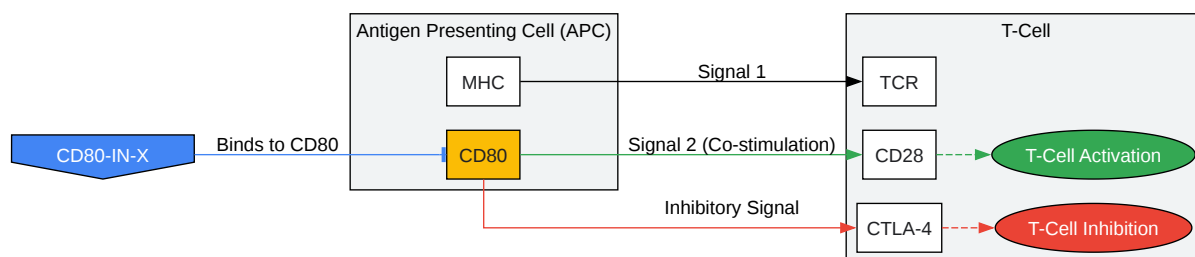 Antigen Presenting Cell (APC)
T-Cell
MHC
Signal 1
TCR
CD80-IN-X
Binds to CD80
CD80
Signal 2 (Co-stimulation)
CD28
T-Cell Activation
Inhibitory Signal
CTLA-4
T-Cell Inhibition